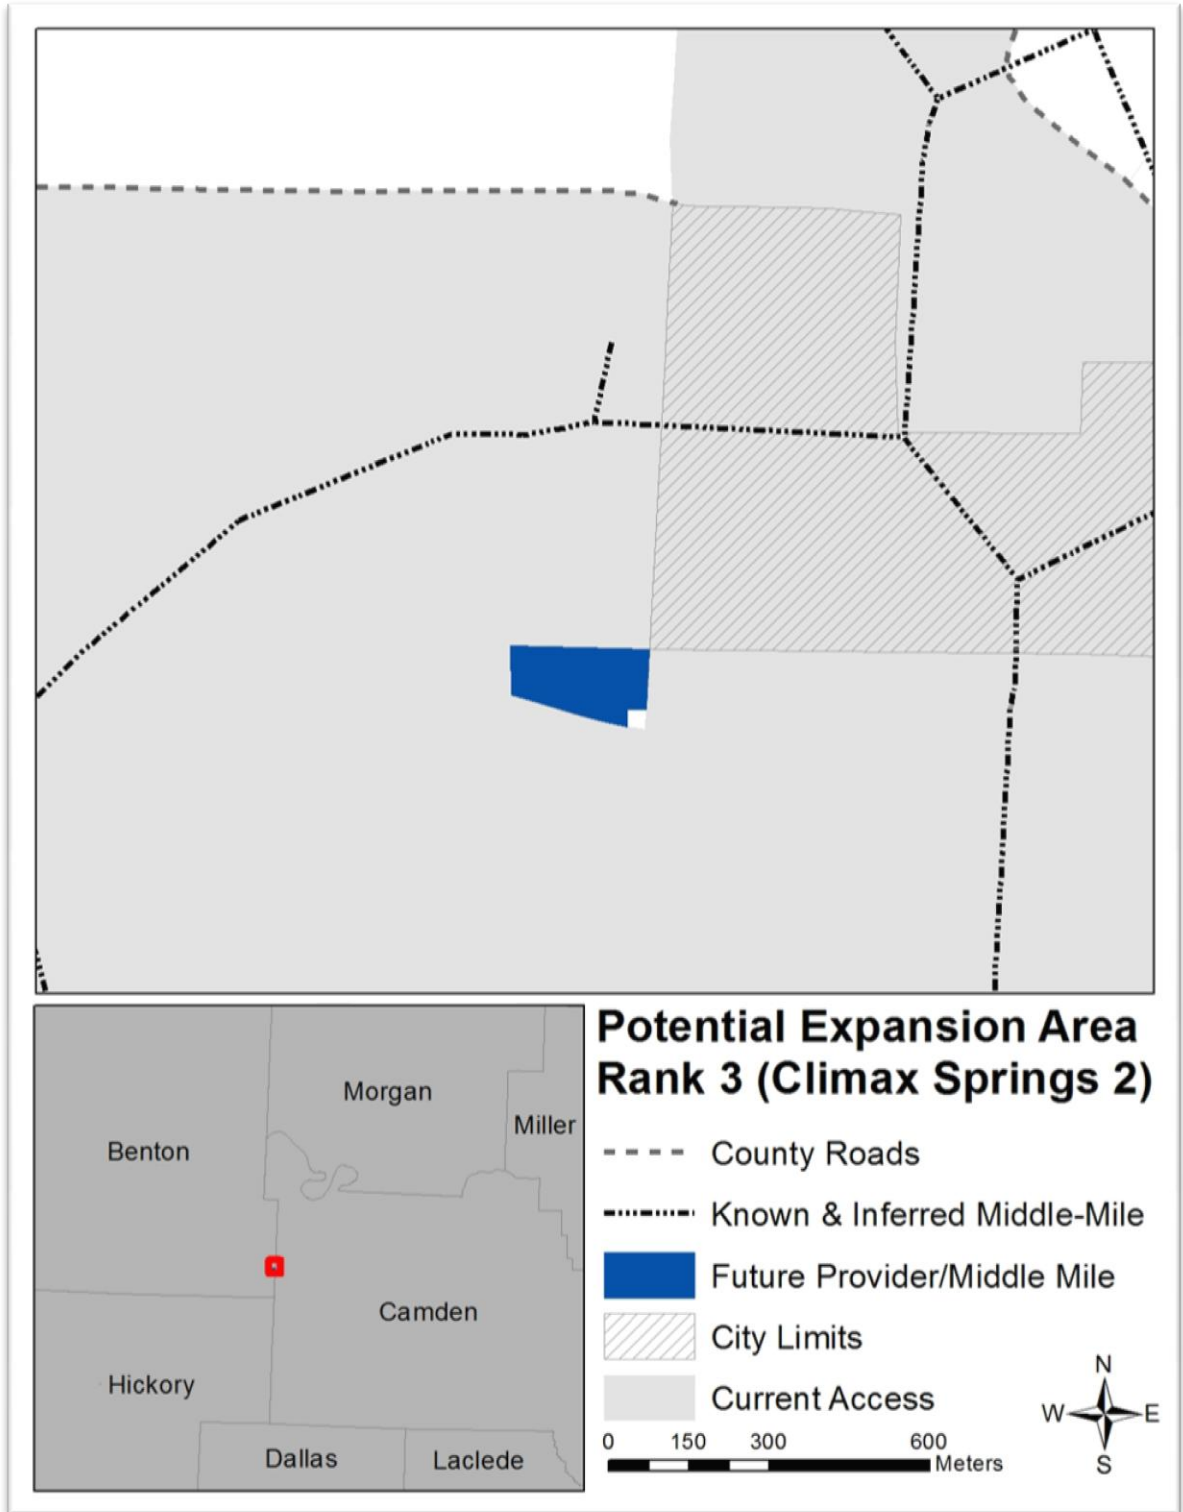 Morgan
Miller
Benton
Camden
Hickory
Dallas
Laclede
Potential Expansion Area
Rank 3 (Climax Springs 2)
County Roads
Known & Inferred Middle-Mile
Future Provider/Middle Mile
City Limits
Current Access
N
W E
S
0 150 300 600
Meters